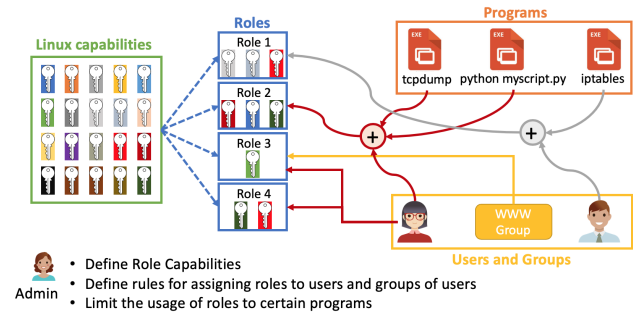 Roles
Programs
Linux capabilities
Role 1
EXE
EXE
EXE
tcpdump
python myscript.py
iptables
Role 2
+
+
Role 3
Role 4
WWW
Group
Users and Groups
Admin
• Define Role Capabilities
• Define rules for assigning roles to users and groups of users
• Limit the usage of roles to certain programs